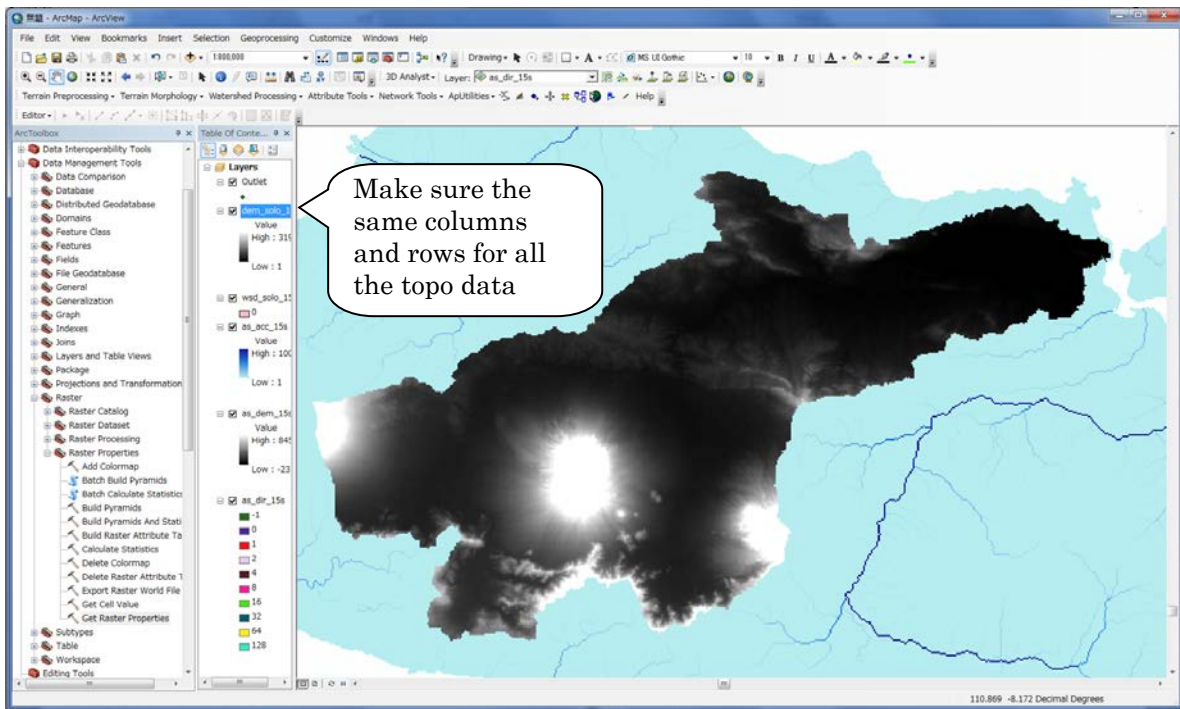 無題 - ArcMap - ArcView
File Edit View Bookmarks Insert Selection Geoprocessing Customize Windows Help
1:800,000
Drawing
A
MS UI Gothic
10
B I U A
3D Analyst Layer: as_dir_15s
Terrain Preprocessing Terrain Morphology Watershed Processing Attribute Tools Network Tools ApUtilities Help
Editor
ArcToolbox
Data Interoperability Tools
Data Management Tools
Data Comparison
Database
Distributed Geodatabase
Domains
Feature Class
Features
Fields
File Geodatabase
General
Generalization
Graph
Indexes
Joins
Layers and Table Views
Package
Projections and Transformation
Raster
Raster Catalog
Raster Dataset
Raster Processing
Raster Properties
Add Colormap
Batch Build Pyramids
Batch Calculate Statistics
Build Pyramids
Build Pyramids And Stati
Build Raster Attribute Ta
Calculate Statistics
Delete Colormap
Delete Raster Attribute T
Export Raster World File
Get Cell Value
Get Raster Properties
Subtypes
Table
Workspace
Editing Tools
Table Of Conte...
Layers
Outlet
dem_solo_1
Value
High : 319
Low : 1
wsd_solo_15
0
as_acc_15s
Value
High : 100
Low : 1
as_dem_15s
Value
High : 845
Low : -23
as_dir_15s
-1
0
1
2
4
8
16
32
64
128
Make sure the
same columns
and rows for all
the topo data
110.869 -8.172 Decimal Degrees